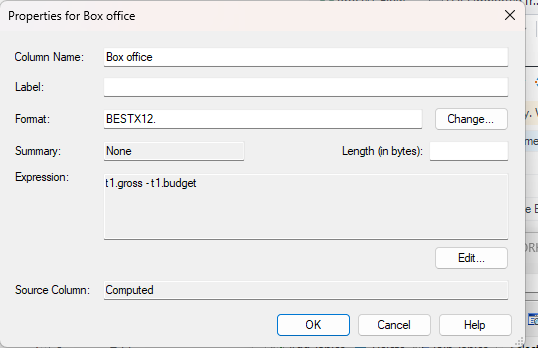 Properties for Box office
Column Name: Box office
Label:
Format: BESTX12. Change...
Summary: None Length (in bytes):
Expression: t1.gross - t1.budget
Edit...
Source Column: Computed
OK Cancel Help